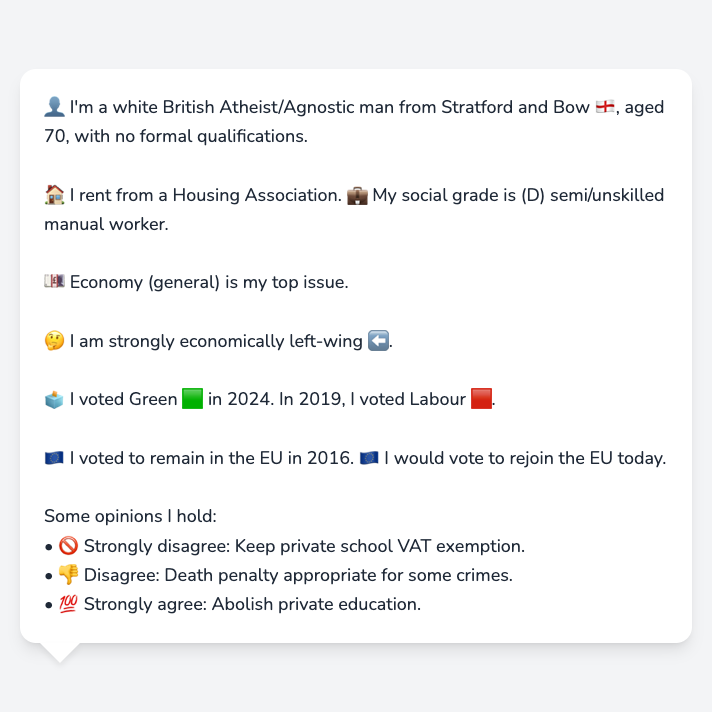 👤 I'm a white British Atheist/Agnostic man from Stratford and Bow 🏴󠁧󠁢󠁥󠁮󠁧󠁿, aged
70, with no formal qualifications.
🏠 I rent from a Housing Association. 💼 My social grade is (D) semi/unskilled
manual worker.
💷 Economy (general) is my top issue.
🤔 I am strongly economically left-wing ⬅️.
🗳️ I voted Green 🟩 in 2024. In 2019, I voted Labour 🟥.
🇪🇺 I voted to remain in the EU in 2016. 🇪🇺 I would vote to rejoin the EU today.
Some opinions I hold:
• 🚫 Strongly disagree: Keep private school VAT exemption.
• 👎 Disagree: Death penalty appropriate for some crimes.
• 💯 Strongly agree: Abolish private education.